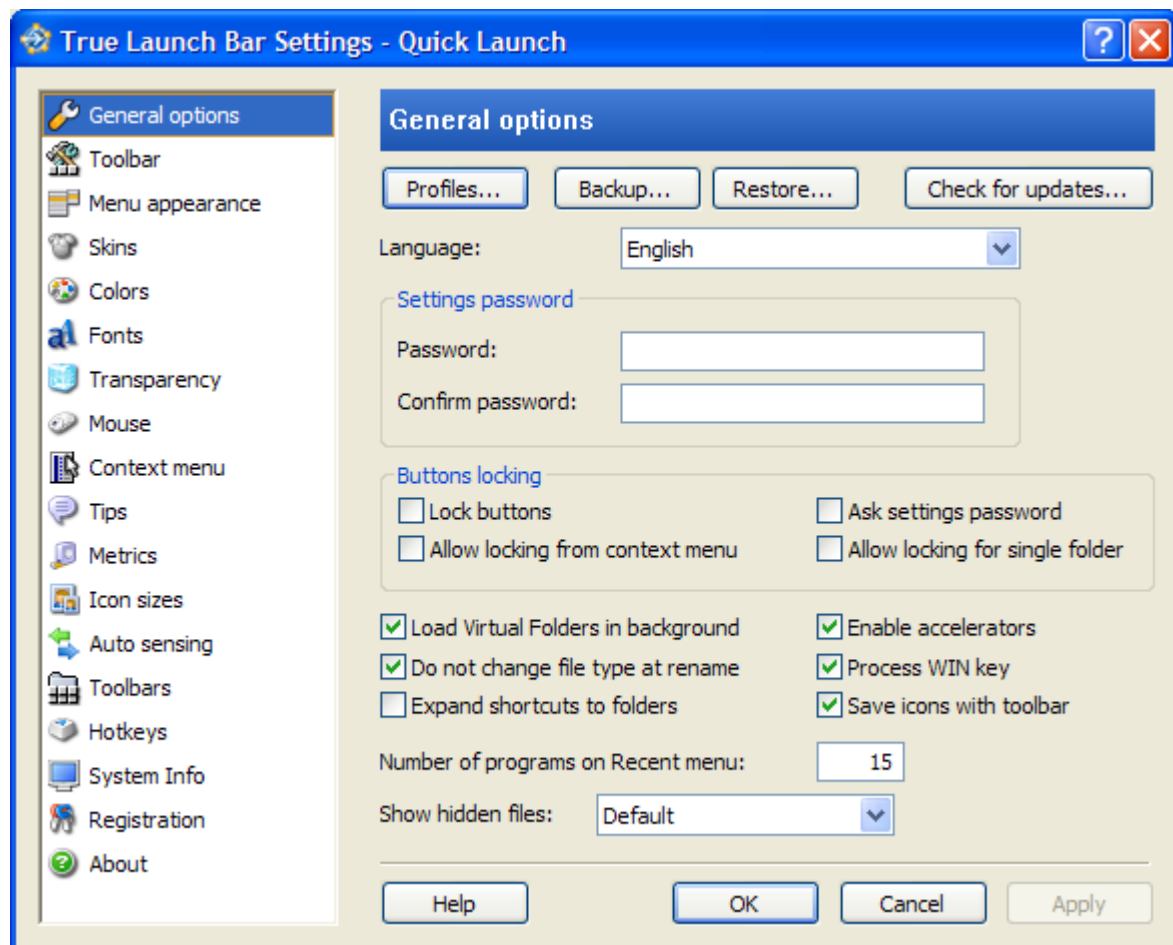 True Launch Bar Settings - Quick Launch
General options
Toolbar
Menu appearance
Skins
Colors
Fonts
Transparency
Mouse
Context menu
Tips
Metrics
Icon sizes
Auto sensing
Toolbars
Hotkeys
System Info
Registration
About
General options
Profiles... Backup... Restore... Check for updates...
Language: English
Settings password
Password:
Confirm password:
Buttons locking
Lock buttons Ask settings password
Allow locking from context menu Allow locking for single folder
Load Virtual Folders in background Enable accelerators
Do not change file type at rename Process WIN key
Expand shortcuts to folders Save icons with toolbar
Number of programs on Recent menu: 15
Show hidden files: Default
Help OK Cancel Apply